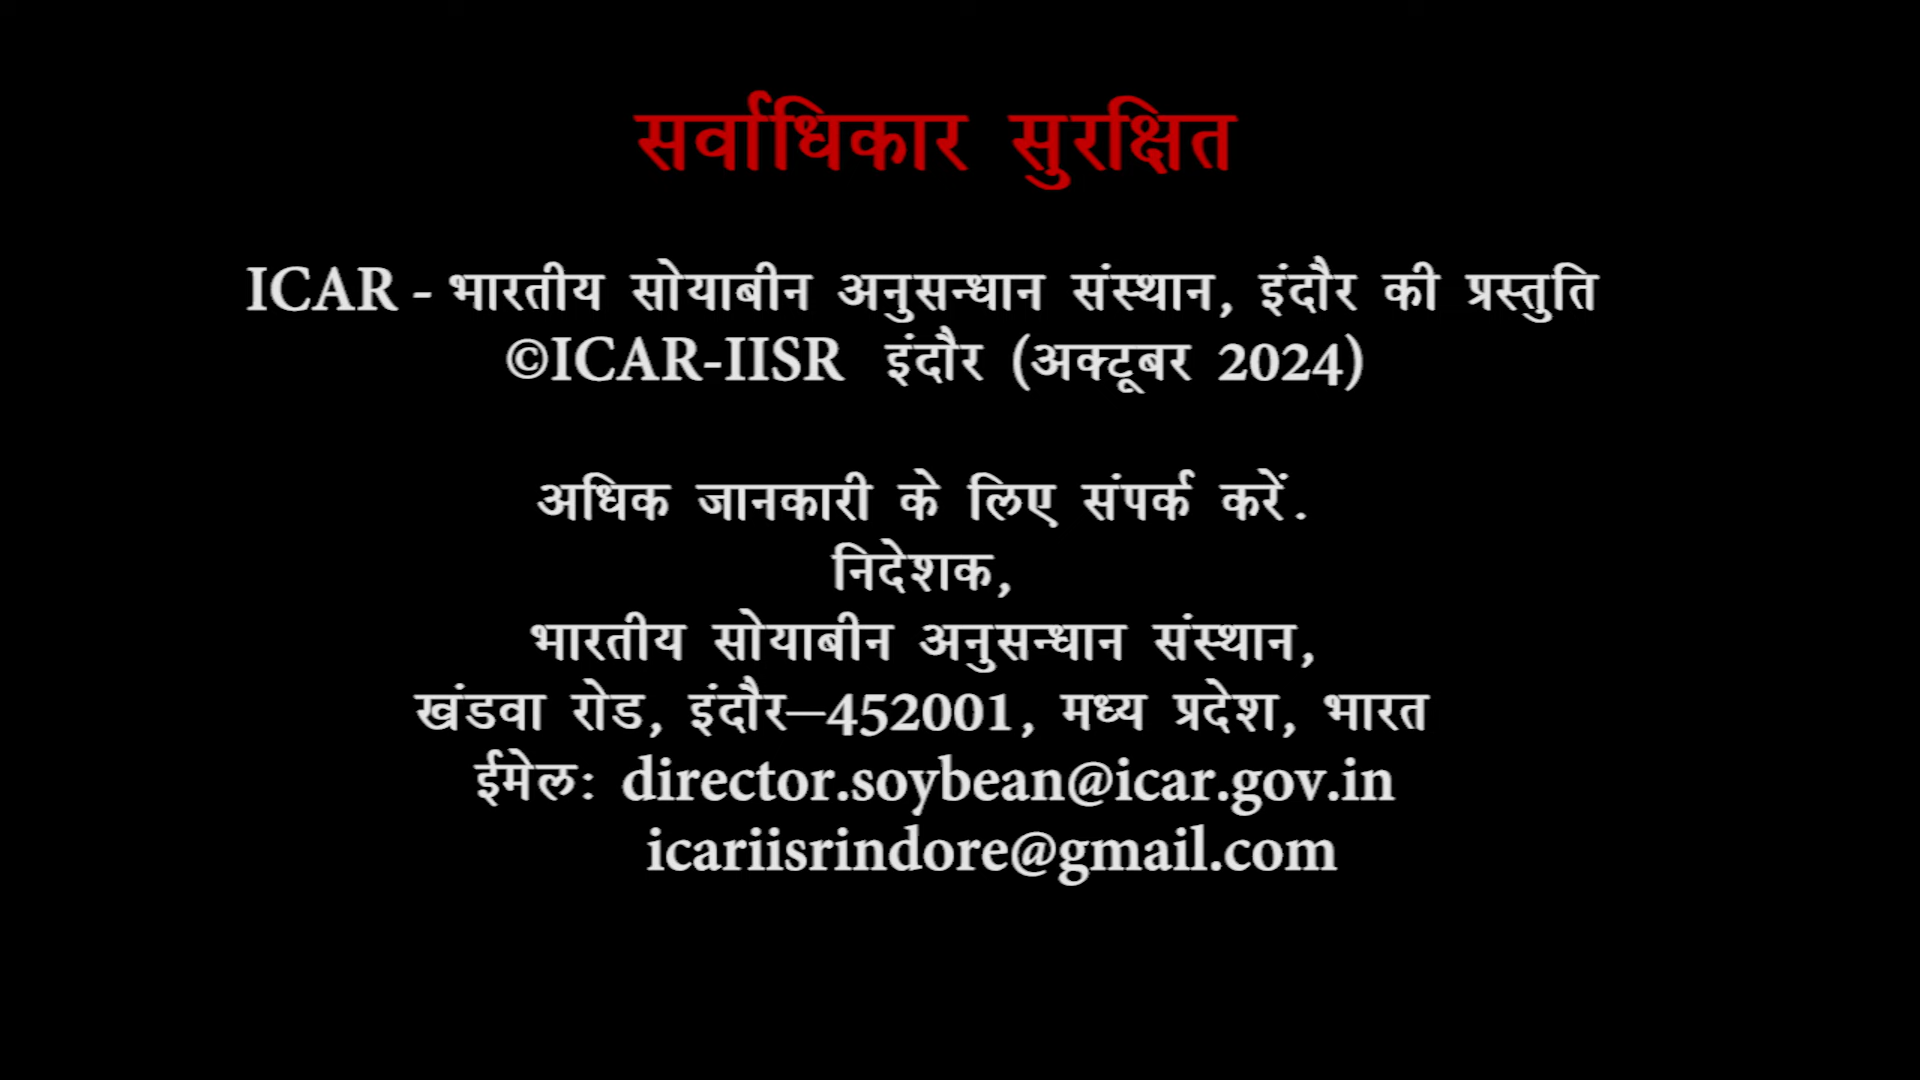 सर्वाधिकार सुरक्षित
ICAR - भारतीय सोयाबीन अनुसन्धान संस्थान, इंदौर की प्रस्तुति
©ICAR-IISR इंदौर (अक्टूबर 2024)
अधिक जानकारी के लिए संपर्क करें.
निदेशक,
भारतीय सोयाबीन अनुसन्धान संस्थान,
खंडवा रोड, इंदौर–452001, मध्य प्रदेश, भारत
ईमेल: director.soybean@icar.gov.in
icariisrindore@gmail.com